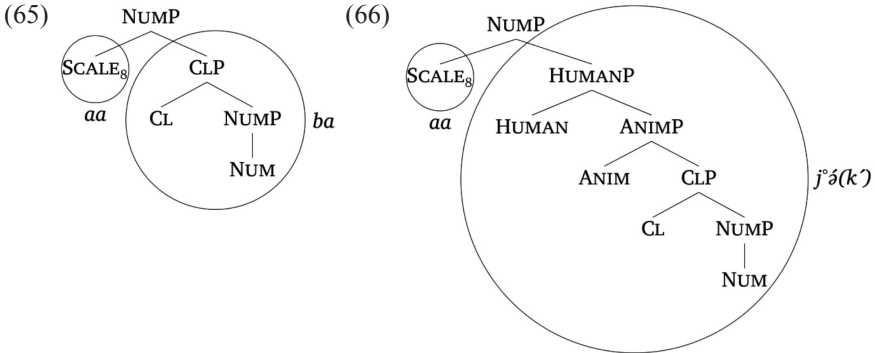 (65)
NUMP
SCALE₈
CLP
aa
CL
NUMP
ba
NUM
(66)
NUMP
SCALE₈
HUMANP
aa
HUMAN
ANIMP
ANIM
CLP
j°ə́(k´)
CL
NUMP
NUM